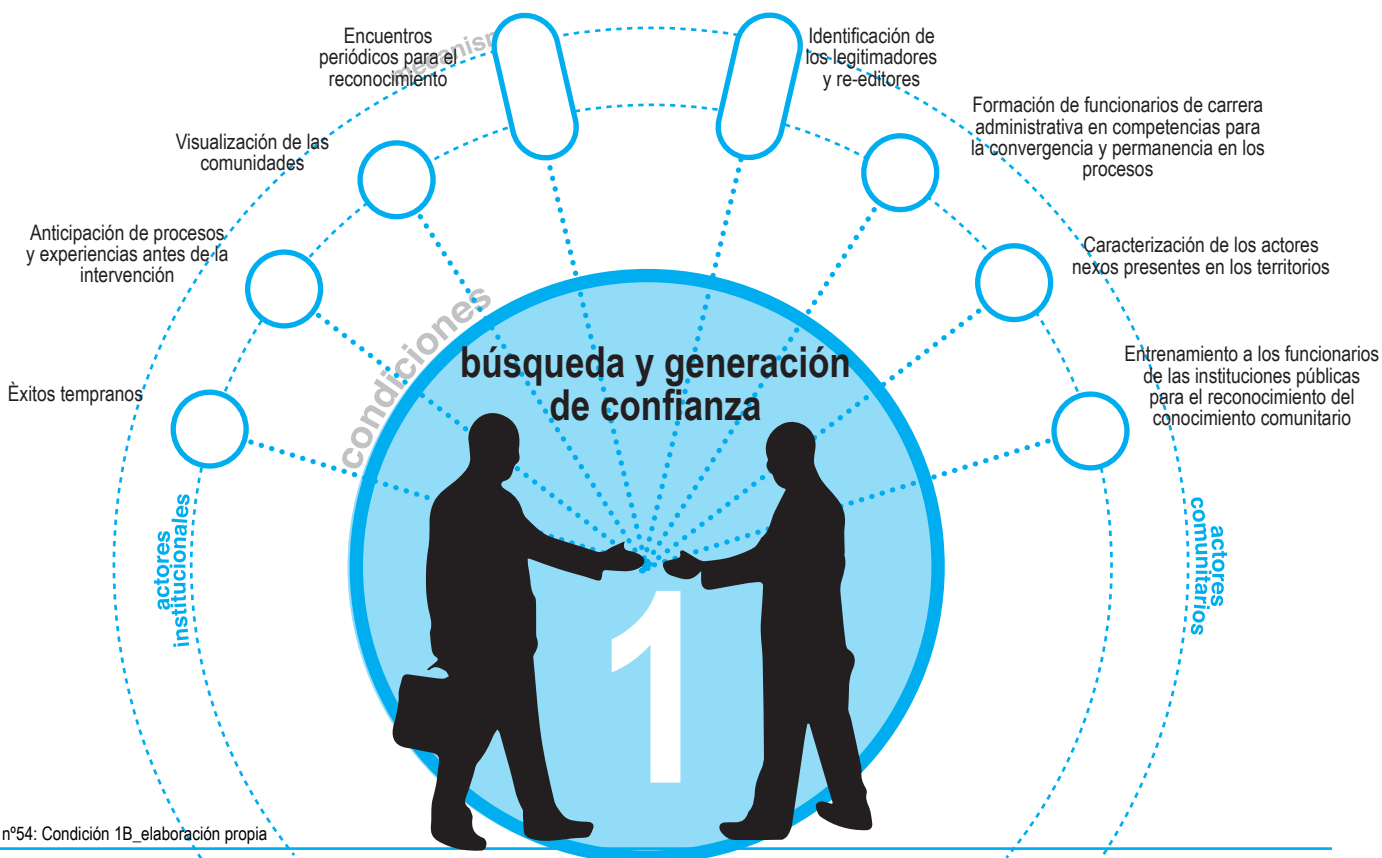 Encuentros
periódicos para el
reconocimiento
Identificación de
los legitimadores
y re-editores
Visualización de las
comunidades
Formación de funcionarios de carrera
administrativa en competencias para
la convergencia y permanencia en los
procesos
Anticipación de procesos
y experiencias antes de la
intervención
Caracterización de los actores
nexos presentes en los territorios
Èxitos tempranos
Entrenamiento a los funcionarios
de las instituciones públicas
para el reconocimiento del
conocimiento comunitario
condiciones
búsqueda y generación
de confianza
1
actores
institucionales
actores
comunitarios
nº54: Condición 1B_elaboración propia